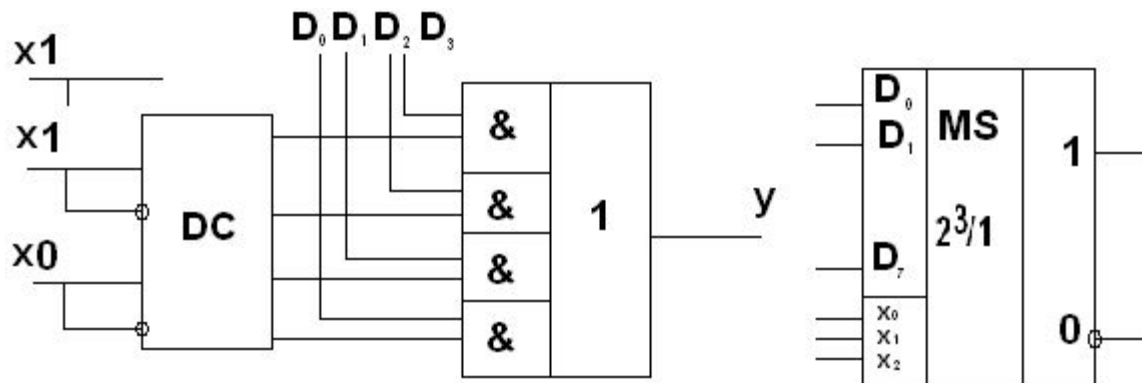 D₀ D₁ D₂ D₃
x1
x1
x0
DC
&
&
&
&
1
y
D₀
D₁
D₇
x₀
x₁
x₂
MS
2³/1
1
0